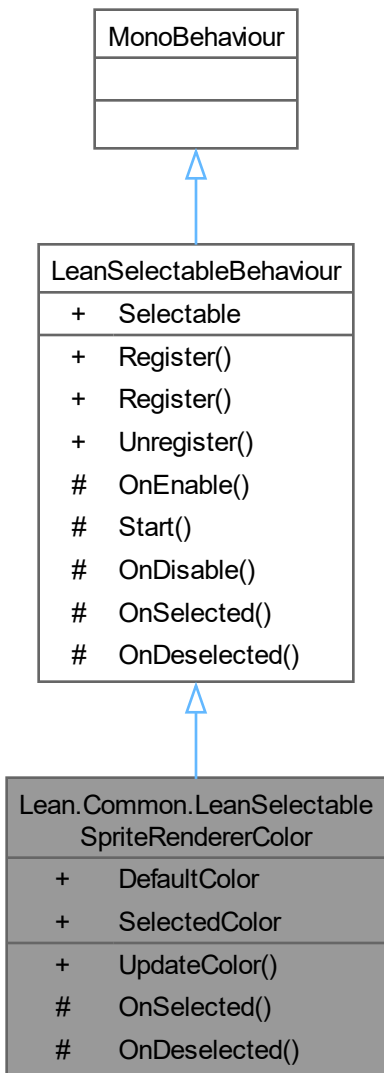 MonoBehaviour
LeanSelectableBehaviour
+ Selectable
+ Register()
+ Register()
+ Unregister()
# OnEnable()
# Start()
# OnDisable()
# OnSelected()
# OnDeselected()
Lean.Common.LeanSelectable
SpriteRendererColor
+ DefaultColor
+ SelectedColor
+ UpdateColor()
# OnSelected()
# OnDeselected()